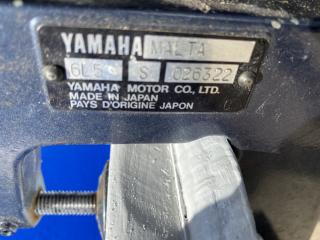 YAMAHA MALTA
6L5 S 026322
YAMAHA MOTOR CO., LTD.
MADE IN JAPAN
PAYS D'ORIGINE JAPON